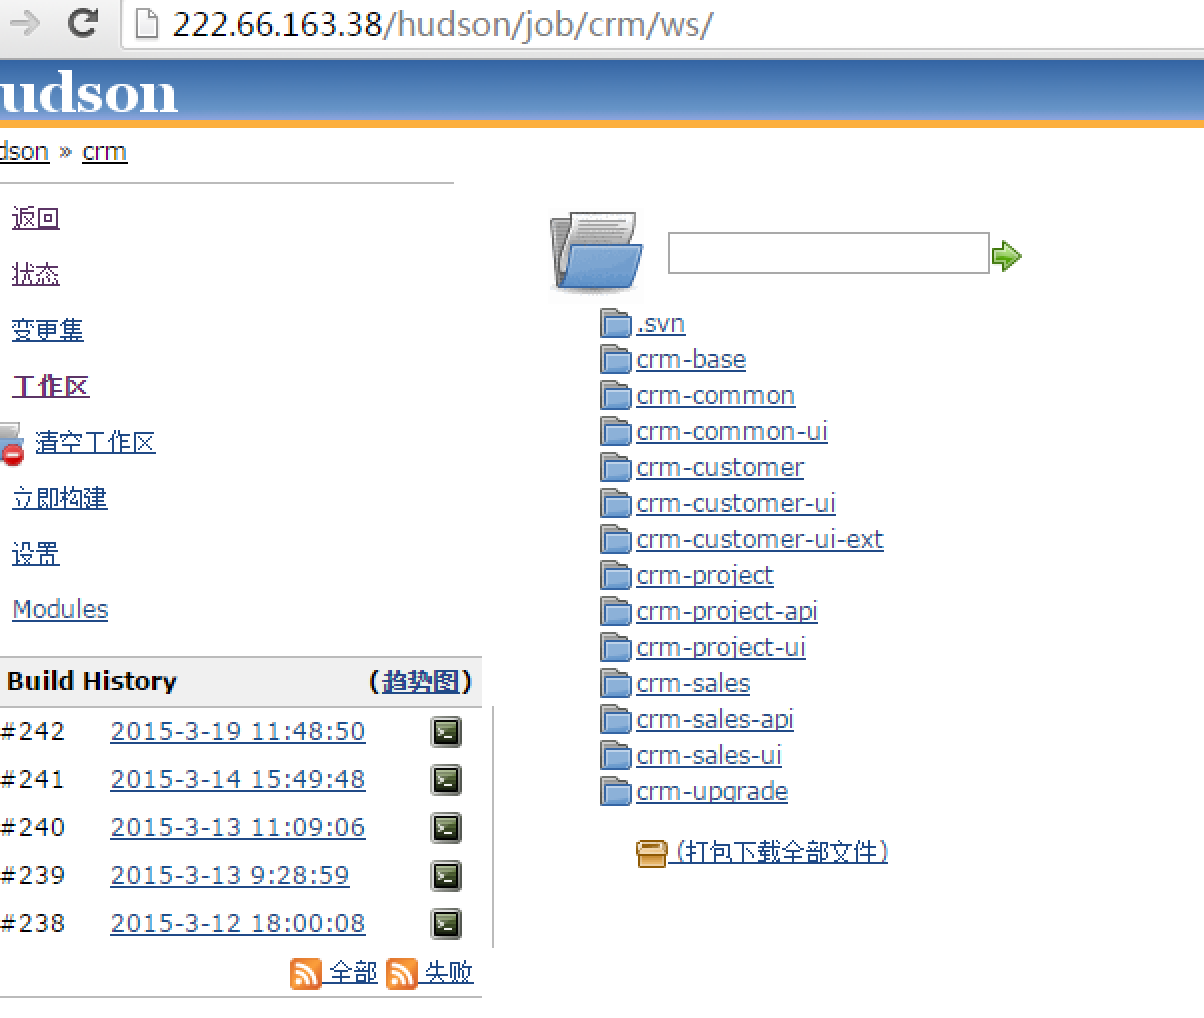 222.66.163.38/hudson/job/crm/ws/
udson
dson » crm
返回
状态
变更集
工作区
清空工作区
立即构建
设置
Modules
Build History (趋势图)
#242 2015-3-19 11:48:50
#241 2015-3-14 15:49:48
#240 2015-3-13 11:09:06
#239 2015-3-13 9:28:59
#238 2015-3-12 18:00:08
全部 失败
.svn
crm-base
crm-common
crm-common-ui
crm-customer
crm-customer-ui
crm-customer-ui-ext
crm-project
crm-project-api
crm-project-ui
crm-sales
crm-sales-api
crm-sales-ui
crm-upgrade
(打包下载全部文件)